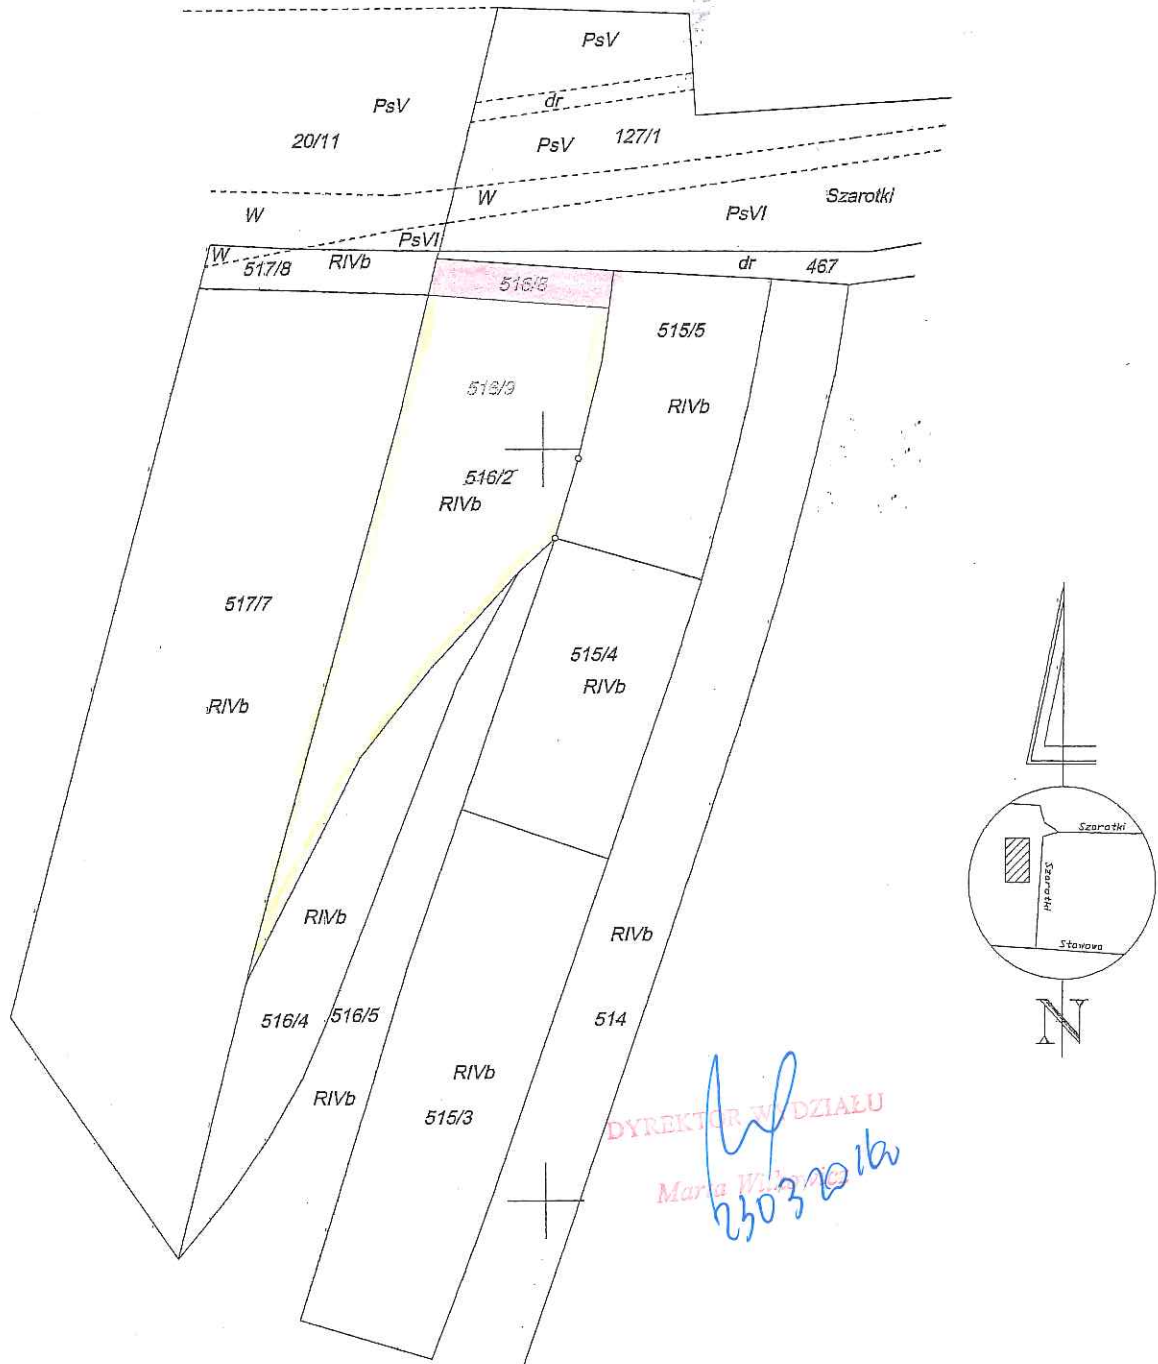 PsV
PsV
dr
20/11
PsV
127/1
W
W
PsVI
Szarotki
PsVI
W
517/8
RIVb
dr
467
516/8
515/5
516/9
RIVb
516/2
RIVb
517/7
515/4
RIVb
RIVb
Szarotki
Szarotki
Stawowa
RIVb
RIVb
516/4
516/5
514
N
RIVb
RIVb
515/3
DYREKTOR WYDZIAŁU
Maria